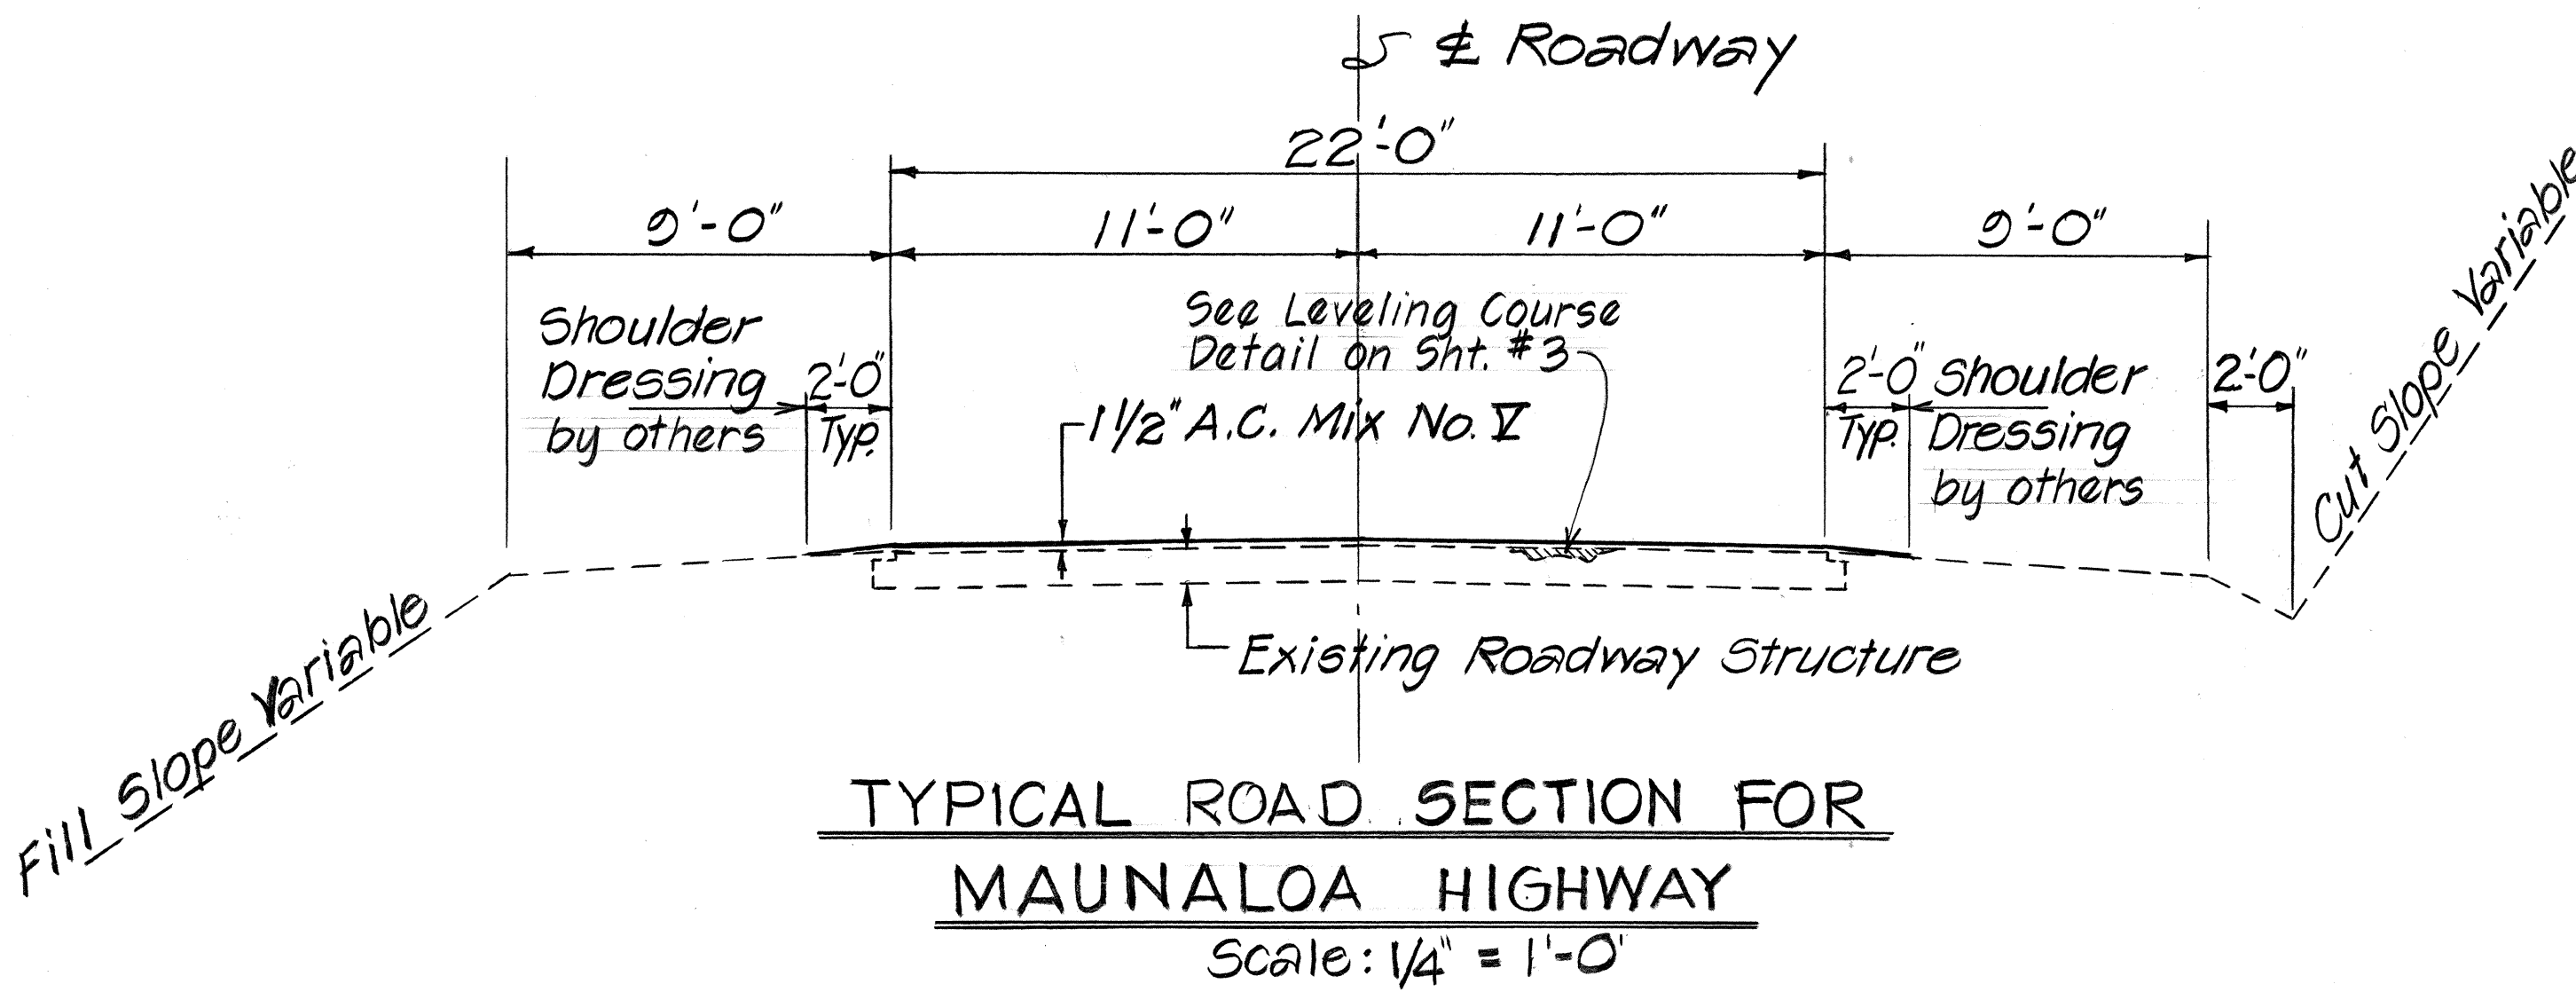 ℄ Roadway
22'-0"
9'-0"
11'-0"
11'-0"
9'-0"
Shoulder
Dressing
by others
2'-0"
Typ.
See Leveling Course
Detail on Sht. #3
1 1/2" A.C. Mix No. V
2'-0"
Typ.
Shoulder
Dressing
by others
2'-0"
Cut Slope Variable
Fill Slope Variable
Existing Roadway Structure
TYPICAL ROAD SECTION FOR
MAUNALOA HIGHWAY
Scale: 1/4" = 1'-0'